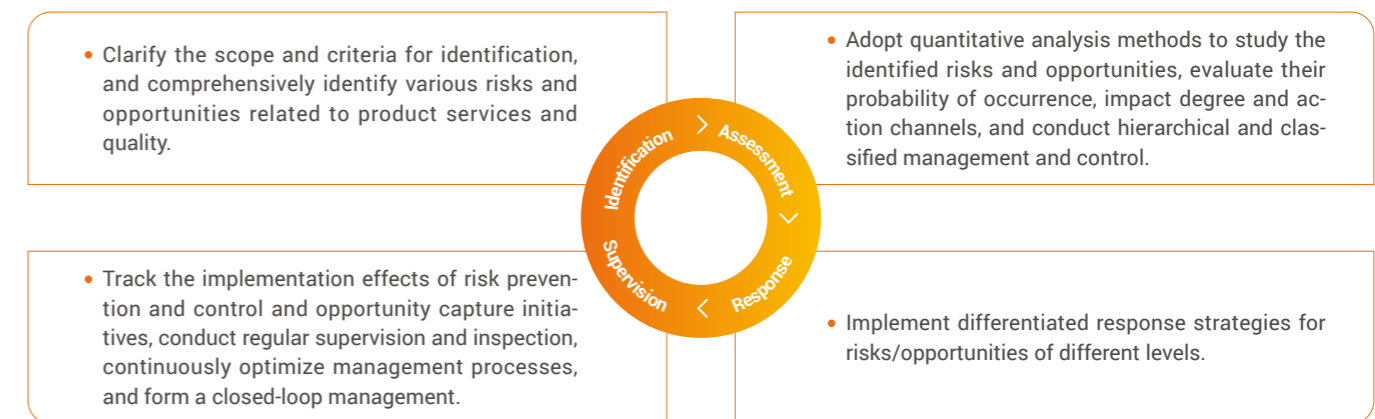 • Clarify the scope and criteria for identification,
and comprehensively identify various risks and
opportunities related to product services and
quality.
• Adopt quantitative analysis methods to study the
identified risks and opportunities, evaluate their
probability of occurrence, impact degree and ac-
tion channels, and conduct hierarchical and clas-
sified management and control.
Identification
Assessment
Response
Supervision
• Track the implementation effects of risk preven-
tion and control and opportunity capture initia-
tives, conduct regular supervision and inspection,
continuously optimize management processes,
and form a closed-loop management.
• Implement differentiated response strategies for
risks/opportunities of different levels.